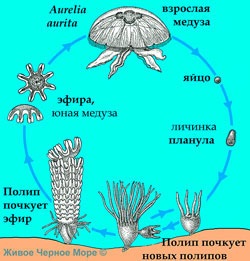 Aurelia
aurita
взрослая
медуза
яйцо
личинка
планула
Полип почкует
новых полипов
Полип
почкует
эфир
эфира,
юная медуза
Живое Черное Море ©